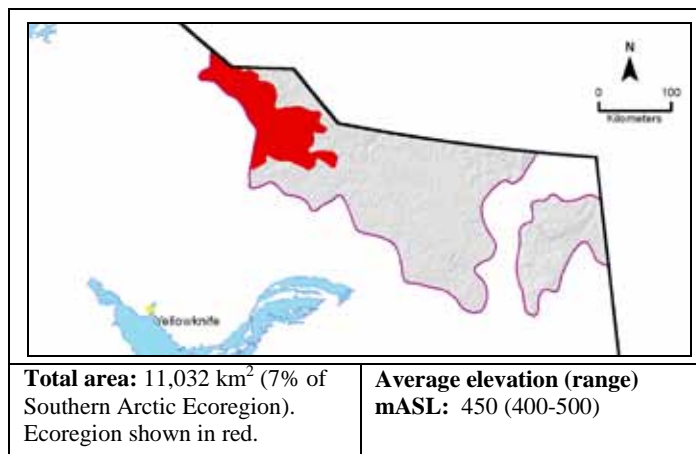 N
0 100
Kilometers
Yellowknife
Total area: 11,032 km² (7% of
Southern Arctic Ecoregion).
Ecoregion shown in red.
Average elevation (range)
mASL: 450 (400-500)